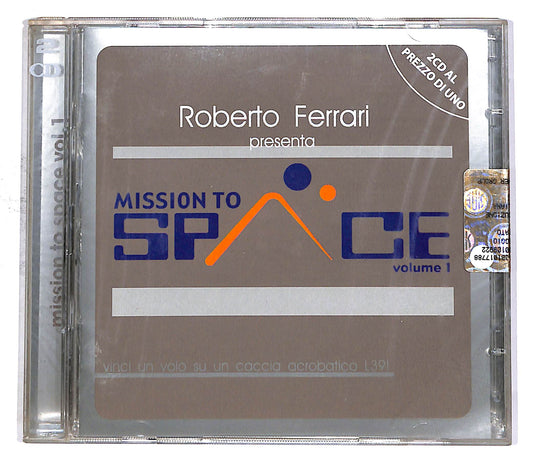 2CD AL
PREZZO DI UNO
Roberto Ferrari
presenta
MISSION TO
SPACE
volume 1
vinci un volo su un caccia acrobatico L39!
mission to space vol.1